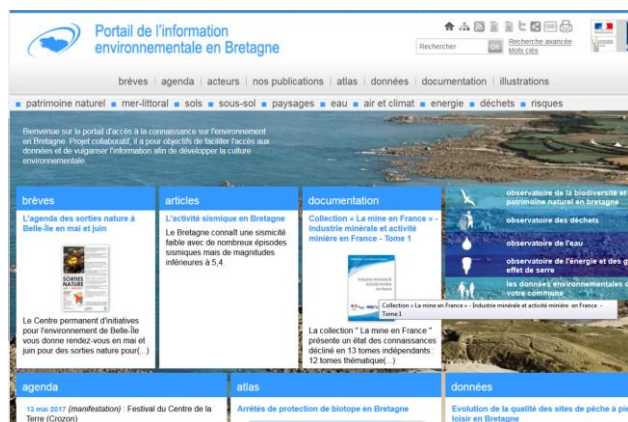 Portail de l'information
environnementale en Bretagne
Rechercher
OK
Recherche avancée
Mots clés
brèves | agenda | acteurs | nos publications | atlas | données | documentation | illustrations
patrimoine naturel mer-littoral sols sous-sol paysages eau air et climat energie déchets risques
Bienvenue sur le portail d'accès à la connaissance sur l'environnement
en Bretagne. Projet collaboratif, il a pour objectifs de faciliter l'accès aux
données et de vulgariser l'information afin de développer la culture
environnementale.
brèves
L'agenda des sorties nature à
Belle-Île en mai et juin
SORTIES
NATURE
Le Centre permanent d'initiatives
pour l'environnement de Belle-Île
vous donne rendez-vous en mai et
juin pour des sorties nature pour(...)
articles
L'activité sismique en Bretagne
Le Bretagne connaît une sismicité
faible avec de nombreux épisodes
sismiques mais de magnitudes
inférieures à 5,4.
documentation
Collection « La mine en France » -
Industrie minérale et activité
minière en France - Tome 1
Collection « La mine en France » - Industrie minérale et activité minière en France -
Tome 1
La collection " La mine en France "
présente un état des connaissances
décliné en 13 tomes indépendants :
12 tomes thématique(...)
observatoire de la biodiversité et
patrimoine naturel en bretagne
observatoire des déchets
observatoire de l'eau
observatoire de l'énergie et des g
effet de serre
les données environnementales d
votre commune
agenda
13 mai 2017 (manifestation) : Festival du Centre de la
Terre (Crozon)
atlas
Arrêtés de protection de biotope en Bretagne
données
Evolution de la qualité des sites de pêche à pie
loisir en Bretagne